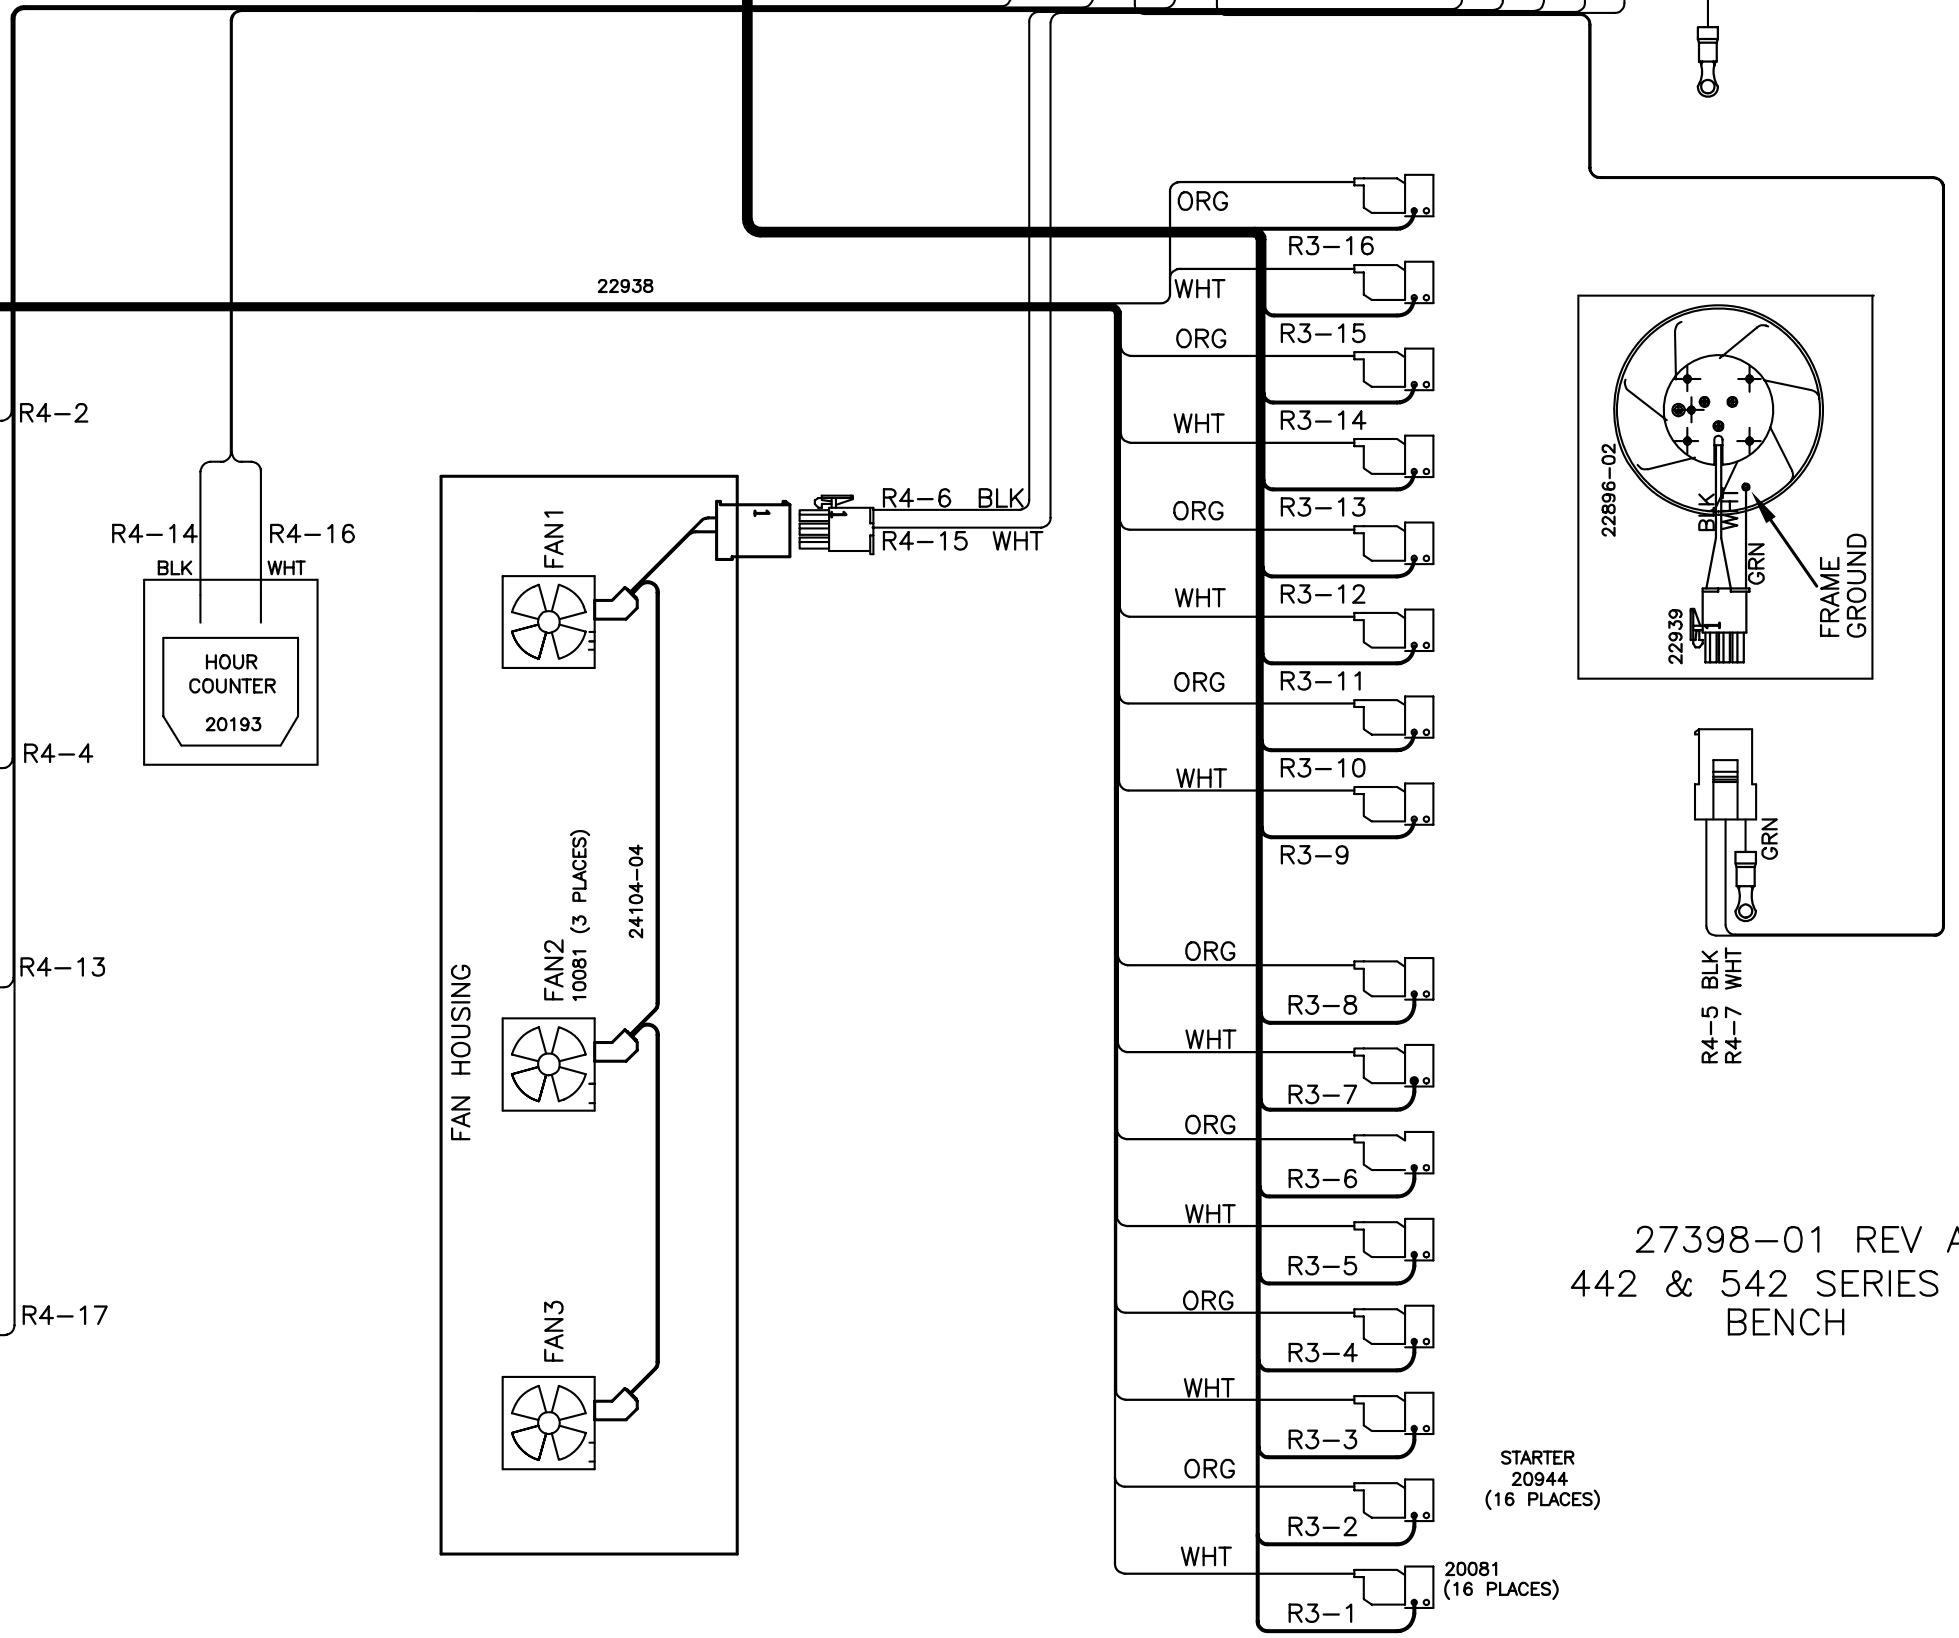 ORG
R3-16
22938
WHT
R3-15
ORG
R3-14
R4-2
WHT
R3-13
ORG
R3-12
WHT
R3-11
ORG
R3-10
WHT
R3-9
R4-14
R4-16
BLK
WHT
HOUR
COUNTER
20193
R4-4
R4-13
R4-17
FAN HOUSING
FAN1
1
1
R4-6 BLK
R4-15 WHT
FAN2
10081 (3 PLACES)
24104-04
FAN3
22896-02
BLK
WHT
GRN
FRAME
GROUND
22939
1
GRN
R4-5 BLK
R4-7 WHT
ORG
R3-8
WHT
R3-7
ORG
R3-6
WHT
R3-5
ORG
R3-4
WHT
R3-3
ORG
R3-2
WHT
R3-1
27398-01 REV A
442 & 542 SERIES
BENCH
STARTER
20944
(16 PLACES)
20081
(16 PLACES)